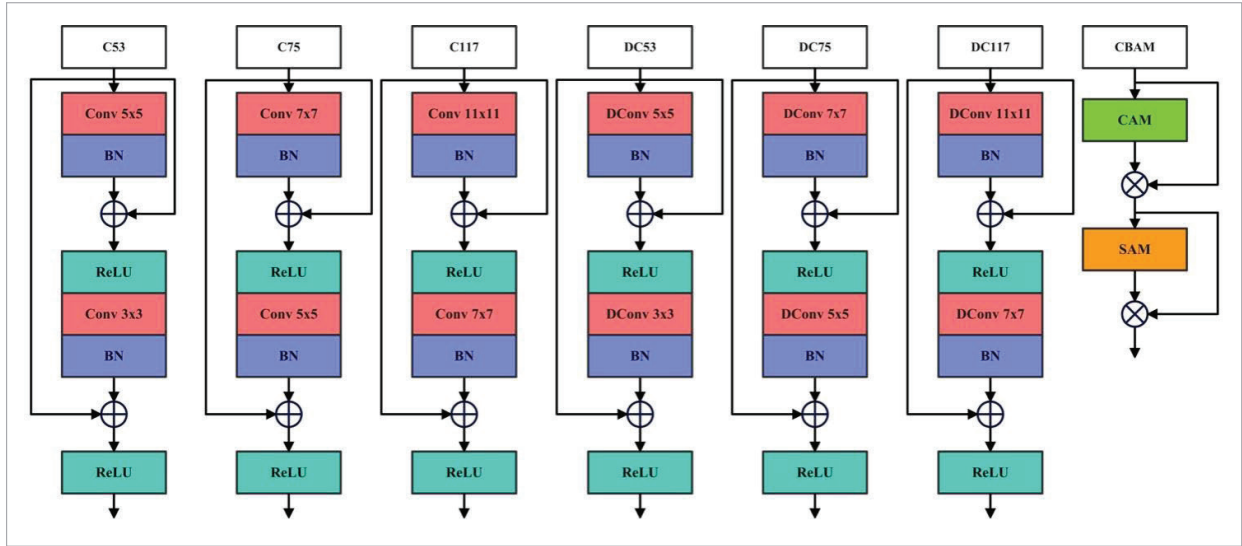 C53
Conv 5x5
BN
ReLU
Conv 3x3
BN
ReLU
C75
Conv 7x7
BN
ReLU
Conv 5x5
BN
ReLU
C117
Conv 11x11
BN
ReLU
Conv 7x7
BN
ReLU
DC53
DConv 5x5
BN
ReLU
DConv 3x3
BN
ReLU
DC75
DConv 7x7
BN
ReLU
DConv 5x5
BN
ReLU
DC117
DConv 11x11
BN
ReLU
DConv 7x7
BN
ReLU
CBAM
CAM
SAM